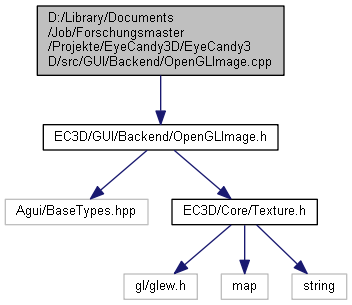 D:/Library/Documents
/Job/Forschungsmaster
/Projekte/EyeCandy3D/EyeCandy3
D/src/GUI/Backend/OpenGLImage.cpp
EC3D/GUI/Backend/OpenGLImage.h
Agui/BaseTypes.hpp
EC3D/Core/Texture.h
gl/glew.h
map
string